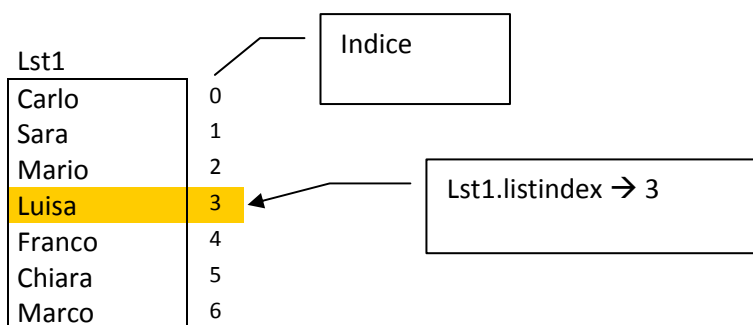 Lst1
Indice
Carlo 0
Sara 1
Mario 2
Luisa 3
Lst1.listindex → 3
Franco 4
Chiara 5
Marco 6